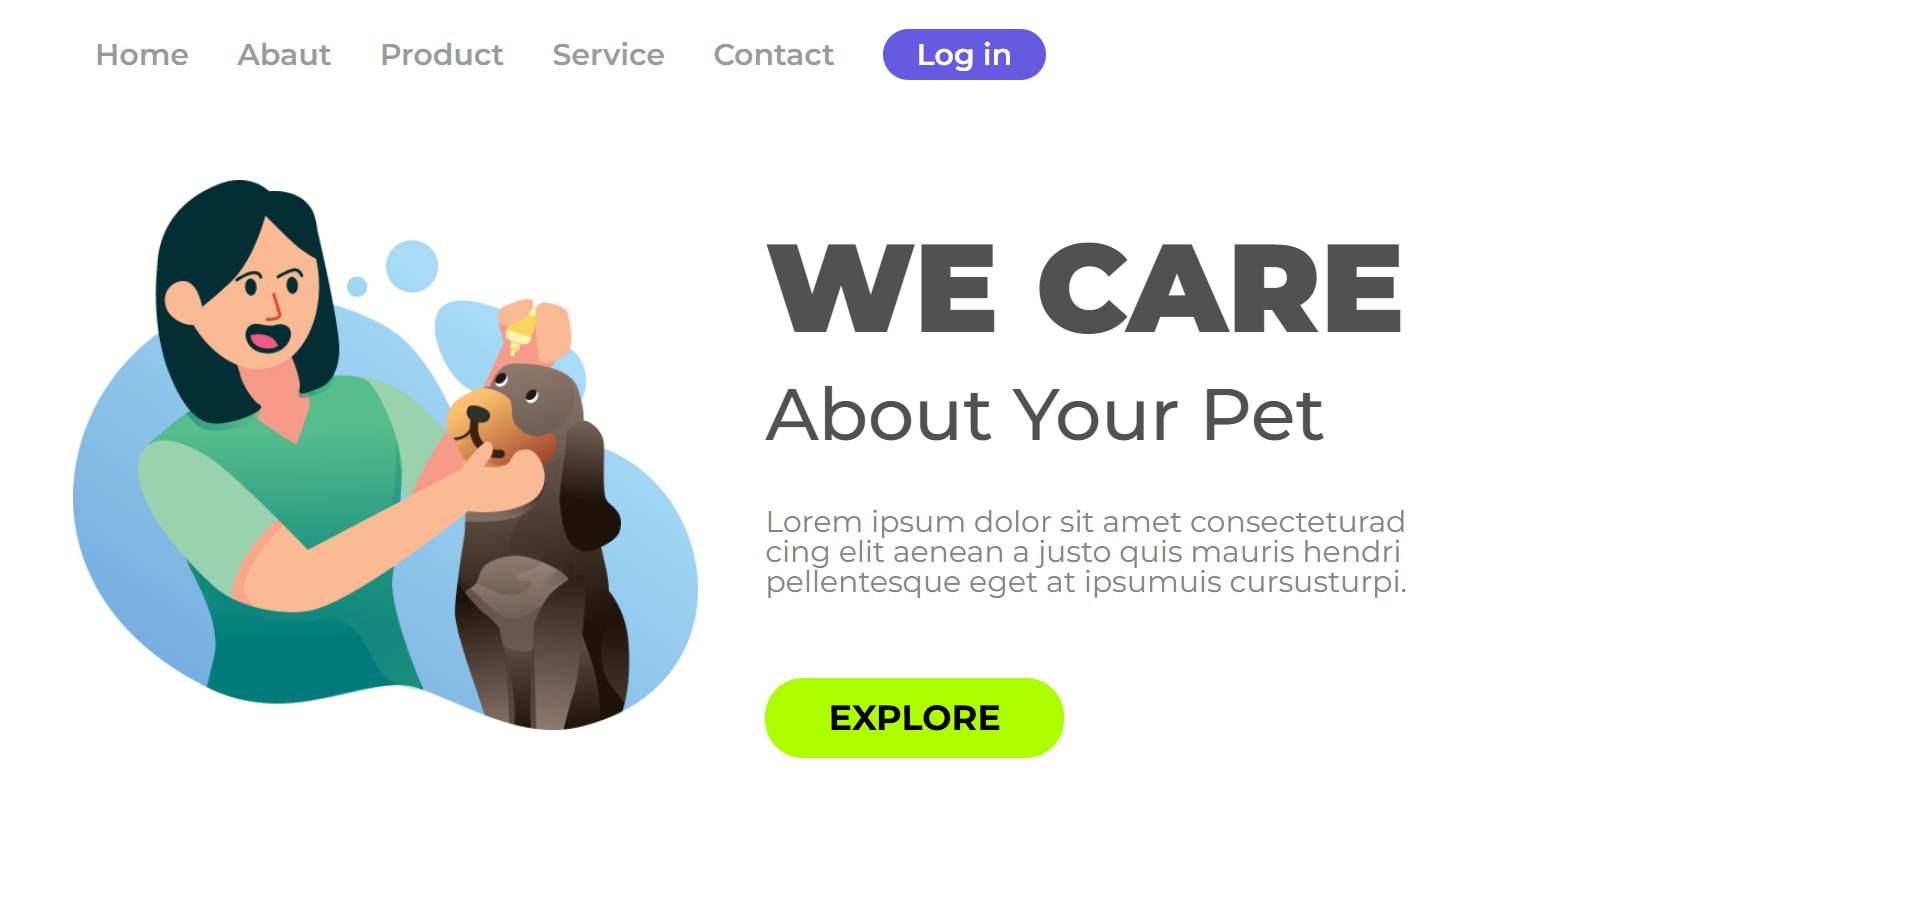 Home Abaut Product Service Contact Log in
WE CARE
About Your Pet
Lorem ipsum dolor sit amet consecteturad
cing elit aenean a justo quis mauris hendri
pellentesque eget at ipsumuis cursusturpi.
EXPLORE